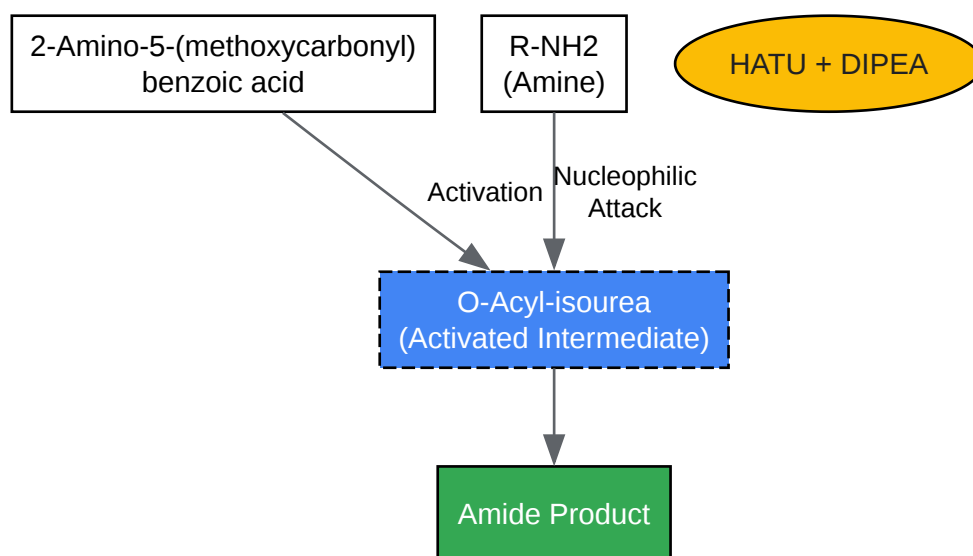 2-Amino-5-(methoxycarbonyl)
benzoic acid
R-NH2
(Amine)
HATU + DIPEA
Activation
Nucleophilic
Attack
O-Acyl-isourea
(Activated Intermediate)
Amide Product